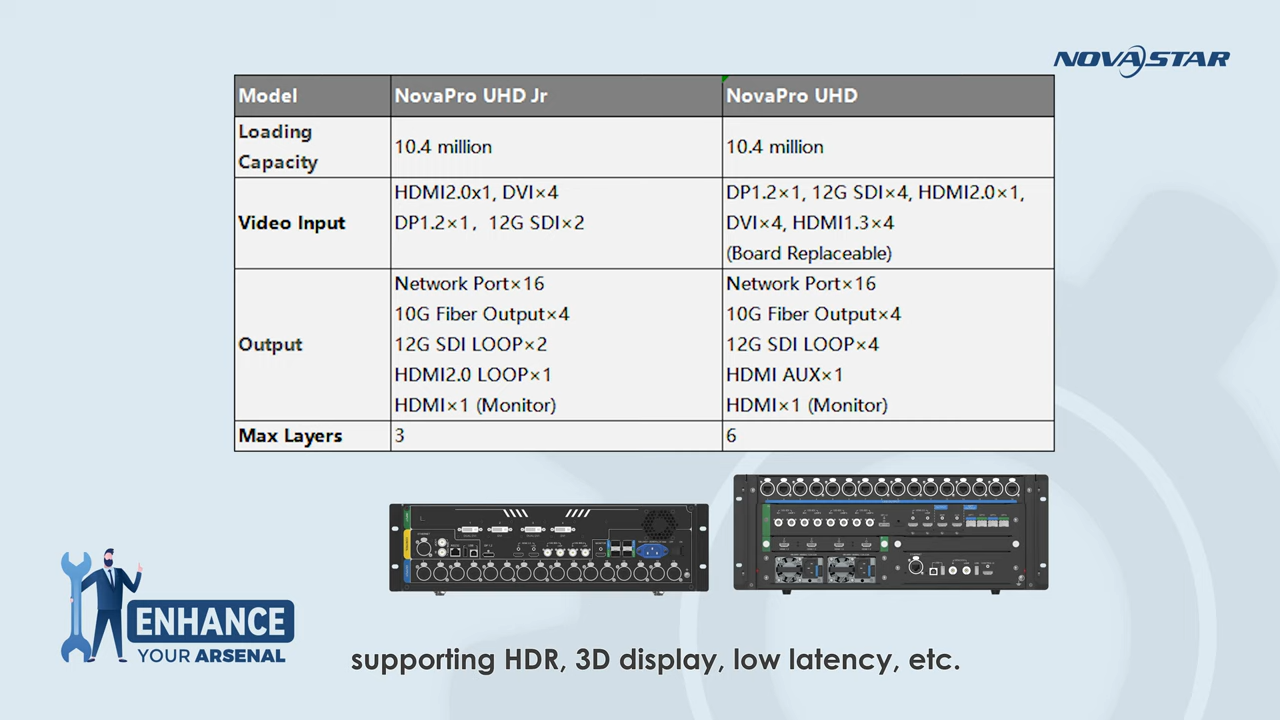 NOVASTAR
Model NovaPro UHD Jr NovaPro UHD
Loading
Capacity
10.4 million 10.4 million
Video Input
HDMI2.0x1, DVI×4
DP1.2×1, 12G SDI×2
DP1.2×1, 12G SDI×4, HDMI2.0×1,
DVI×4, HDMI1.3×4
(Board Replaceable)
Output
Network Port×16
10G Fiber Output×4
12G SDI LOOP×2
HDMI2.0 LOOP×1
HDMI×1 (Monitor)
Network Port×16
10G Fiber Output×4
12G SDI LOOP×4
HDMI AUX×1
HDMI×1 (Monitor)
Max Layers 3 6
ENHANCE
YOUR ARSENAL
supporting HDR, 3D display, low latency, etc.